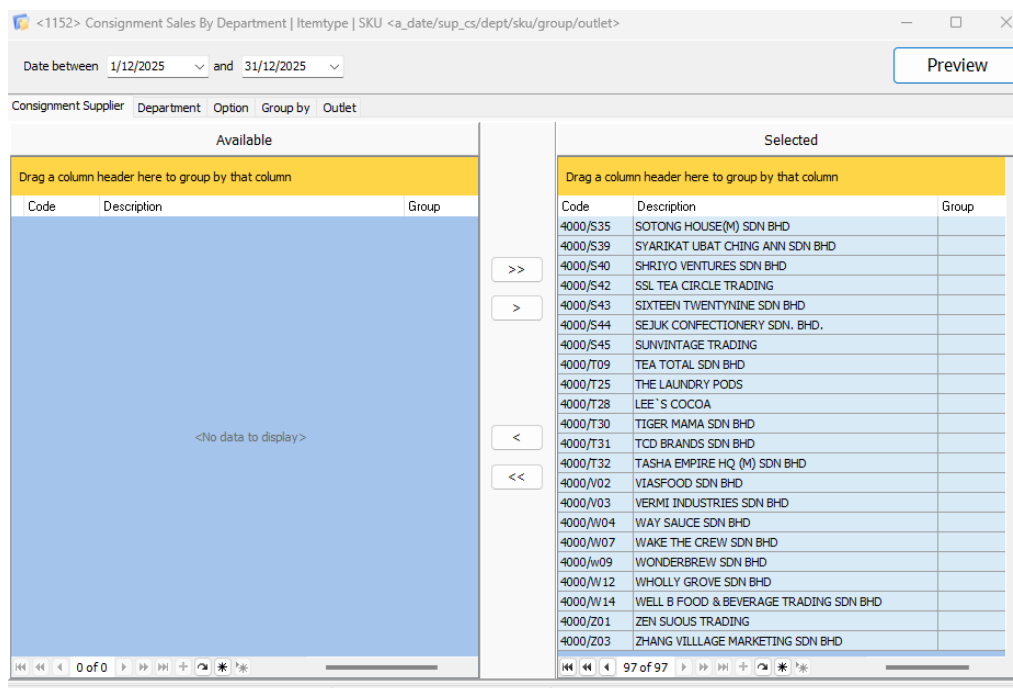 <1152> Consignment Sales By Department | Itemtype | SKU <a_date/sup_cs/dept/sku/group/outlet>
Date between 1/12/2025 and 31/12/2025 Preview
Consignment Supplier Department Option Group by Outlet
Available Selected
Drag a column header here to group by that column Drag a column header here to group by that column
Code Description Group Code Description Group
4000/S35 SOTONG HOUSE(M) SDN BHD
4000/S39 SYARIKAT UBAT CHING ANN SDN BHD
>> 4000/S40 SHRIYO VENTURES SDN BHD
4000/S42 SSL TEA CIRCLE TRADING
> 4000/S43 SIXTEEN TWENTYNINE SDN BHD
4000/S44 SEJUK CONFECTIONERY SDN. BHD.
4000/S45 SUNVINTAGE TRADING
4000/T09 TEA TOTAL SDN BHD
4000/T25 THE LAUNDRY PODS
4000/T28 LEE`S COCOA
4000/T30 TIGER MAMA SDN BHD
<No data to display> < 4000/T31 TCD BRANDS SDN BHD
4000/T32 TASHA EMPIRE HQ (M) SDN BHD
<< 4000/V02 VIASFOOD SDN BHD
4000/V03 VERMI INDUSTRIES SDN BHD
4000/W04 WAY SAUCE SDN BHD
4000/W07 WAKE THE CREW SDN BHD
4000/w09 WONDERBREW SDN BHD
4000/W12 WHOLLY GROVE SDN BHD
4000/W14 WELL B FOOD & BEVERAGE TRADING SDN BHD
4000/Z01 ZEN SUOUS TRADING
4000/Z03 ZHANG VILLLAGE MARKETING SDN BHD
0 of 0 97 of 97